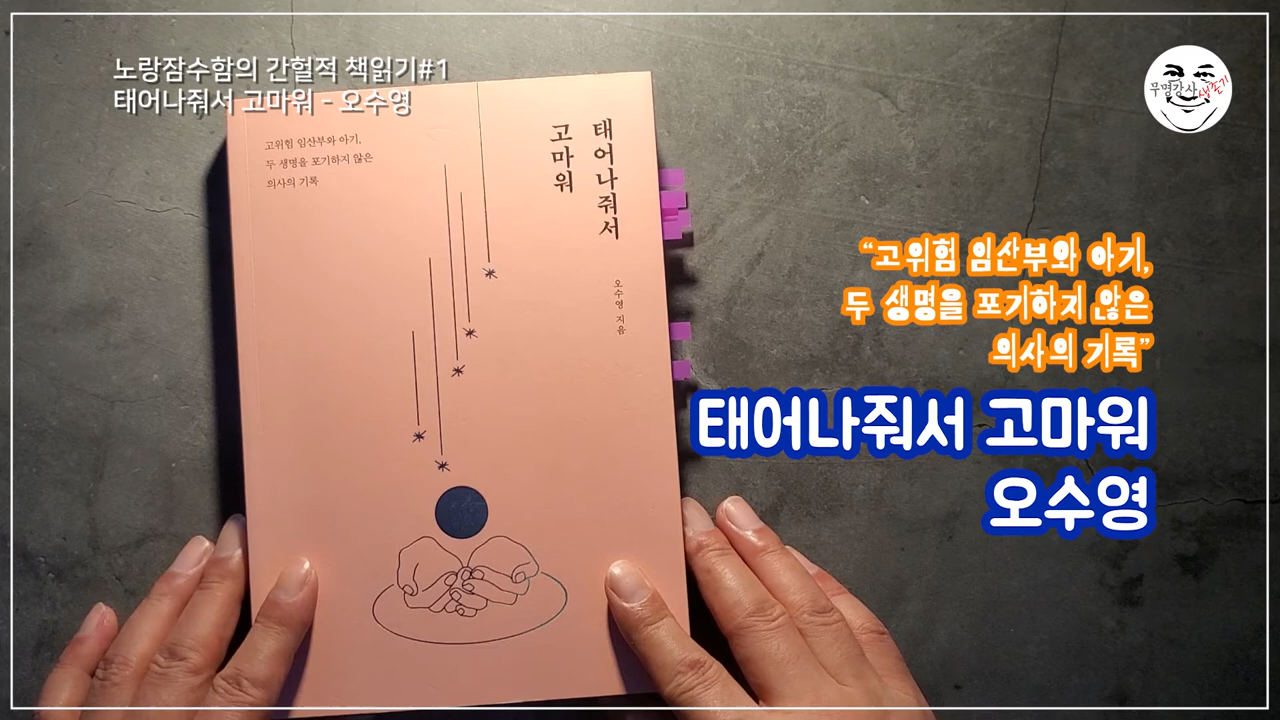 노랑잠수함의 간헐적 책읽기#1
태어나줘서 고마워 - 오수영
무명강사 생존기
고위험 임산부와 아기,
두 생명을 포기하지 않은
의사의 기록
태어나줘서
고마워
오수영 지음
“고위험 임산부와 아기,
두 생명을 포기하지 않은
의사의 기록”
태어나줘서 고마워
오수영